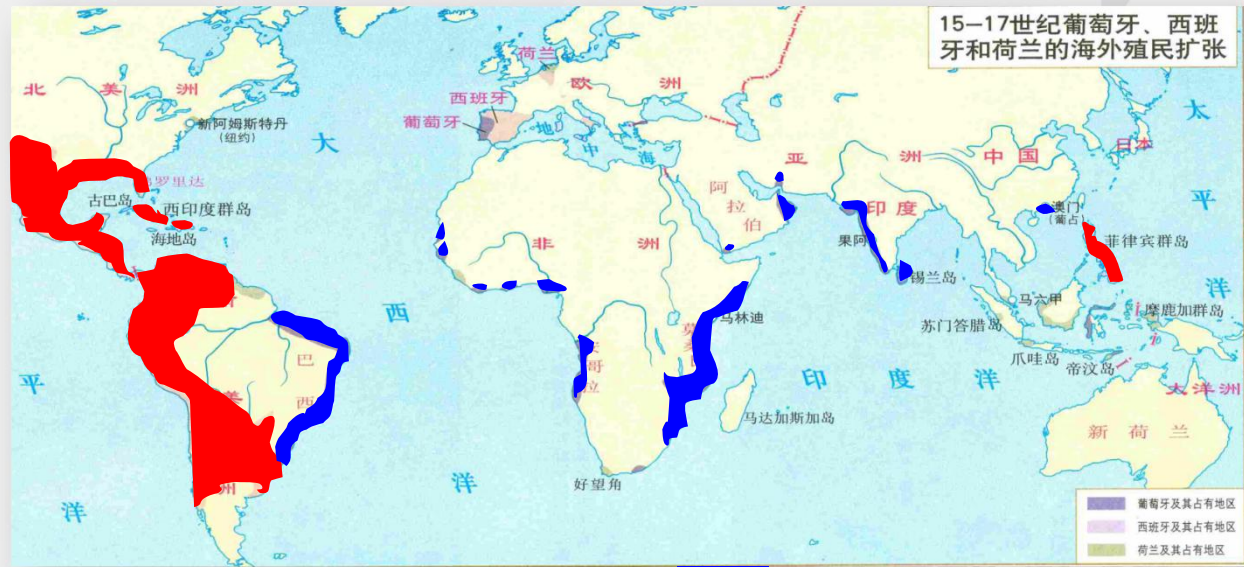 15—17世纪葡萄牙、西班
牙和荷兰的海外殖民扩张
荷兰
欧洲
北美洲
西班牙
太平洋
新阿姆斯特丹
(纽约)
葡萄牙
地中海
大西洋
亚洲
中国
日本
罗里达
阿拉伯
古巴岛
西印度群岛
印度
澳门
(葡占)
海地岛
非洲
果阿
菲律宾群岛
锡兰岛
马六甲
马林迪
苏门答腊岛
摩鹿加群岛
巴西
哥拉
爪哇岛
帝汶岛
太平洋
美洲
印度洋
大洋洲
马达加斯加岛
新荷兰
好望角
葡萄牙及其占有地区
西班牙及其占有地区
荷兰及其占有地区